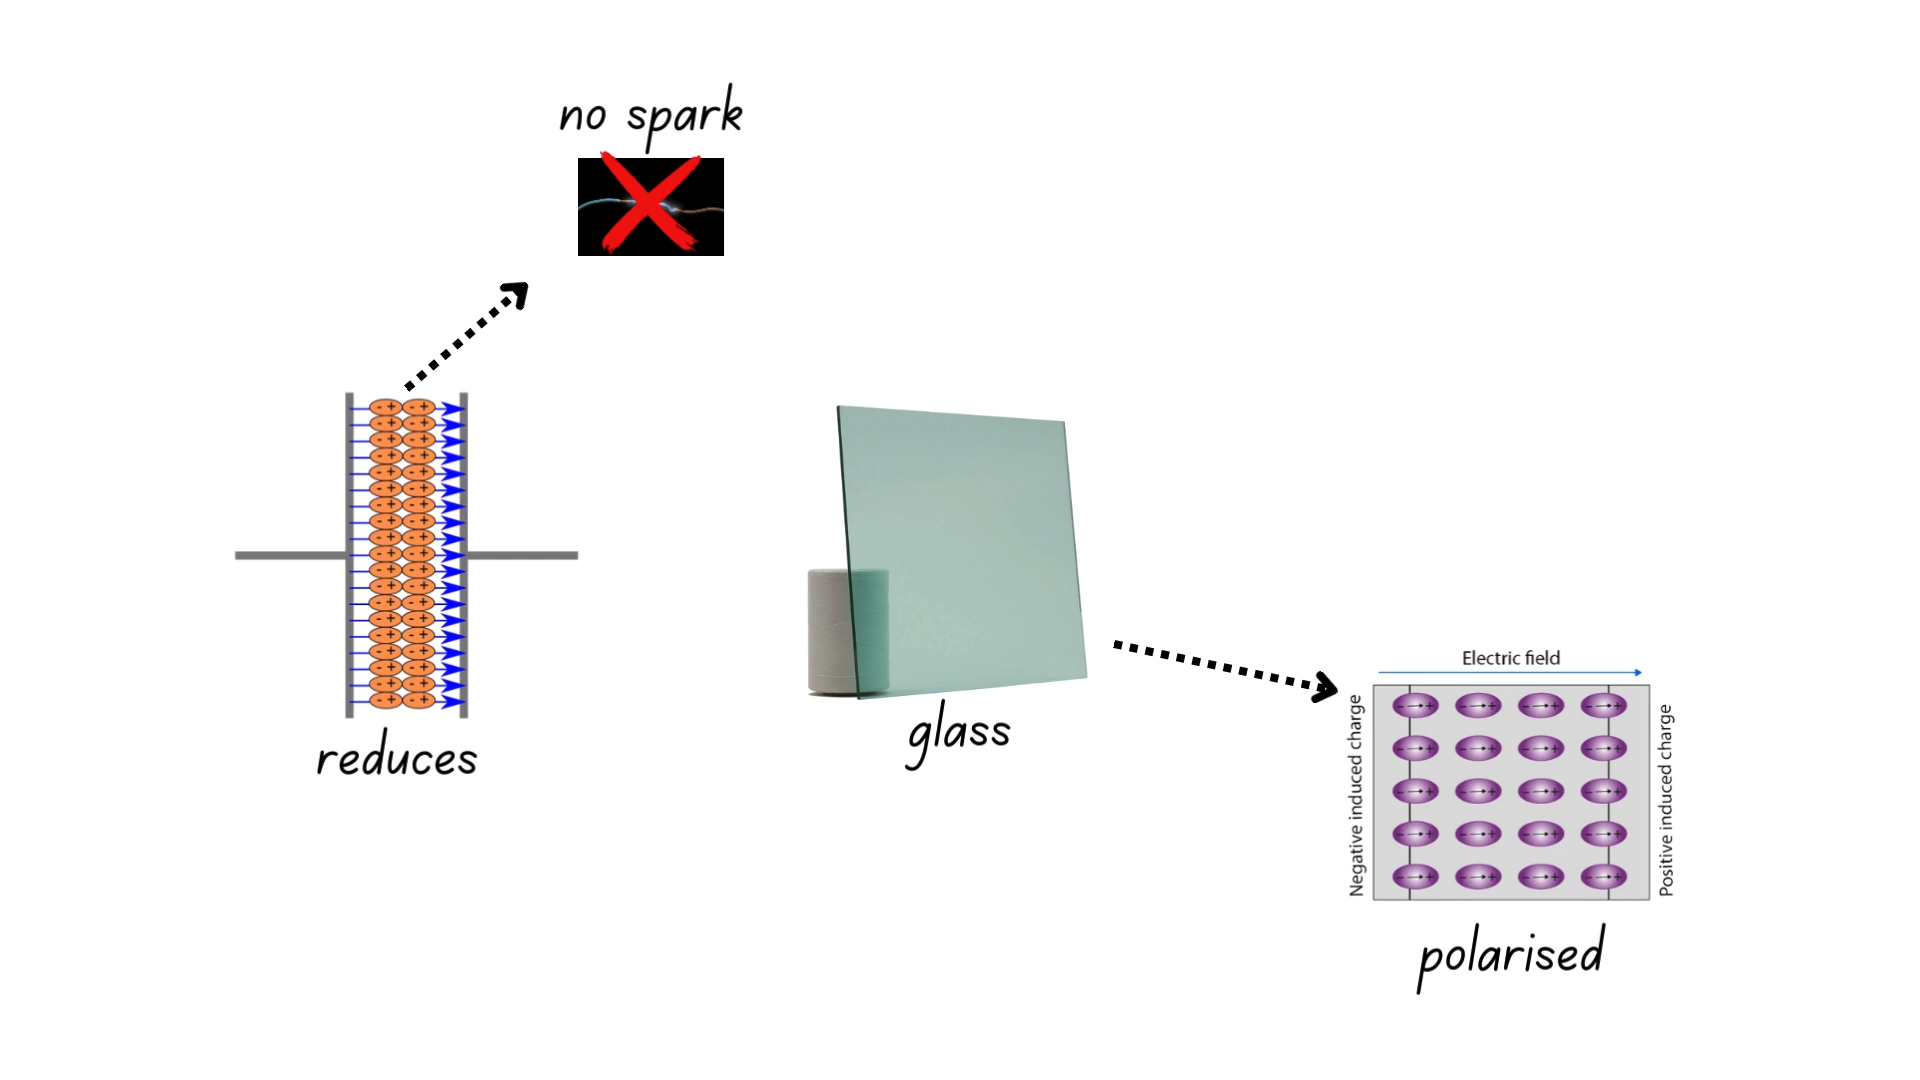 no spark
reduces
glass
Electric field
Negative induced charge
Positive induced charge
polarised